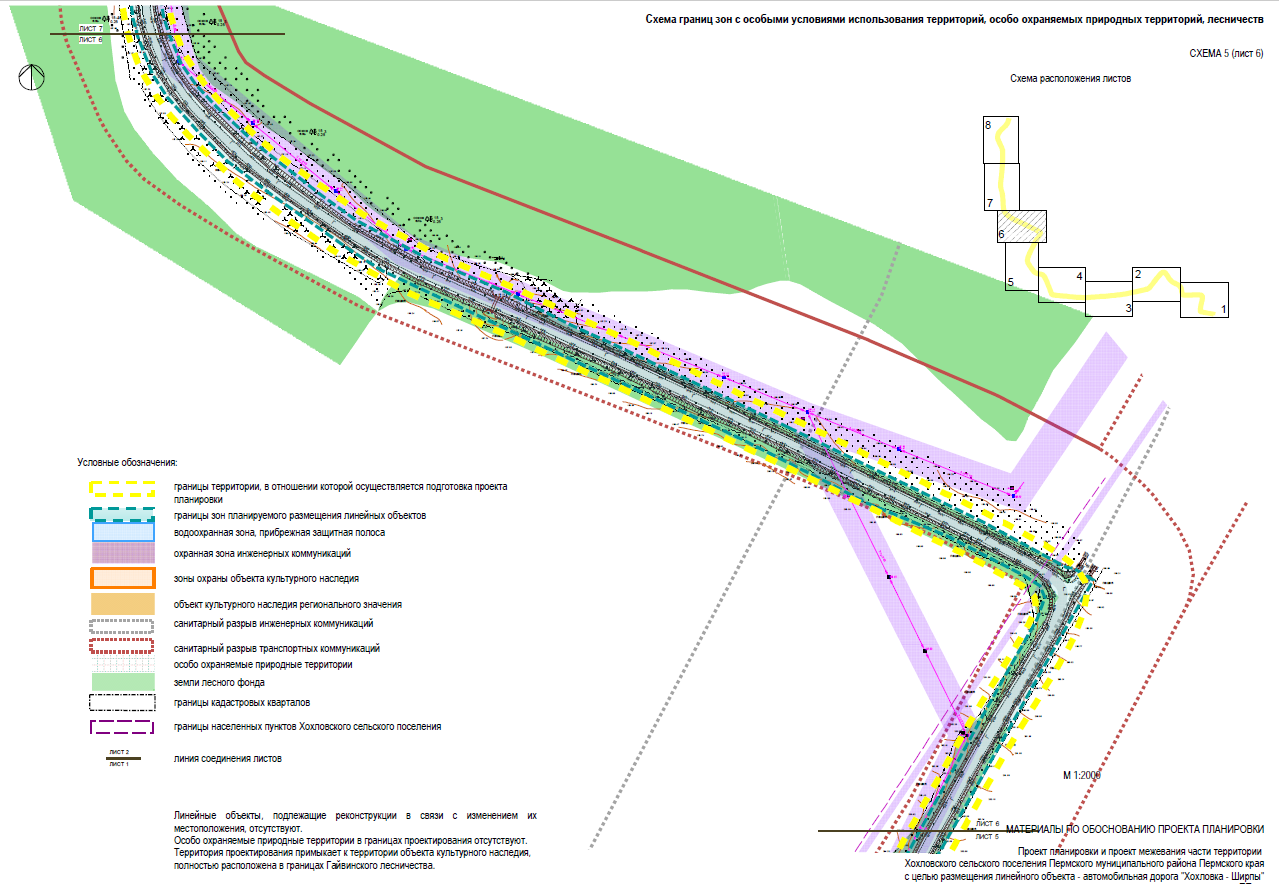 Схема границ зон с особыми условиями использования территорий, особо охраняемых природных территорий, лесничеств
СХЕМА 5 (лист 6)
Схема расположения листов
8
7
6
5
4
3
2
1
ЛИСТ 7
ЛИСТ 6
Условные обозначения:
границы территории, в отношении которой осуществляется подготовка проекта
планировки
границы зон планируемого размещения линейных объектов
водоохранная зона, прибрежная защитная полоса
охранная зона инженерных коммуникаций
зоны охраны объекта культурного наследия
объект культурного наследия регионального значения
санитарный разрыв инженерных коммуникаций
санитарный разрыв транспортных коммуникаций
особо охраняемые природные территории
земли лесного фонда
границы кадастровых кварталов
границы населенных пунктов Хохловского сельского поселения
ЛИСТ 2
ЛИСТ 1
линия соединения листов
Линейные объекты, подлежащие реконструкции в связи с изменением их
местоположения, отсутствуют.
Особо охраняемые природные территории в границах проектирования отсутствуют.
Территория проектирования примыкает к территории объекта культурного наследия,
полностью расположена в границах Гайвинского лесничества.
М 1:2000
ЛИСТ 6
ЛИСТ 5
МАТЕРИАЛЫ ПО ОБОСНОВАНИЮ ПРОЕКТА ПЛАНИРОВКИ
Проект планировки и проект межевания части территории
Хохловского сельского поселения Пермского муниципального района Пермского края
с целью размещения линейного объекта - автомобильная дорога "Хохловка - Ширпы"